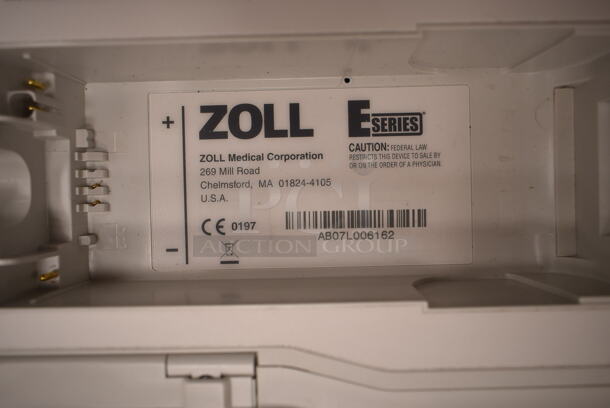 +
ZOLL
E SERIES®
ZOLL Medical Corporation
269 Mill Road
Chelmsford, MA 01824-4105
U.S.A.
CAUTION: FEDERAL LAW
RESTRICTS THIS DEVICE TO SALE BY
OR ON THE ORDER OF A PHYSICIAN.
CE 0197
AB07L006162
–
PCI
AUCTION GROUP